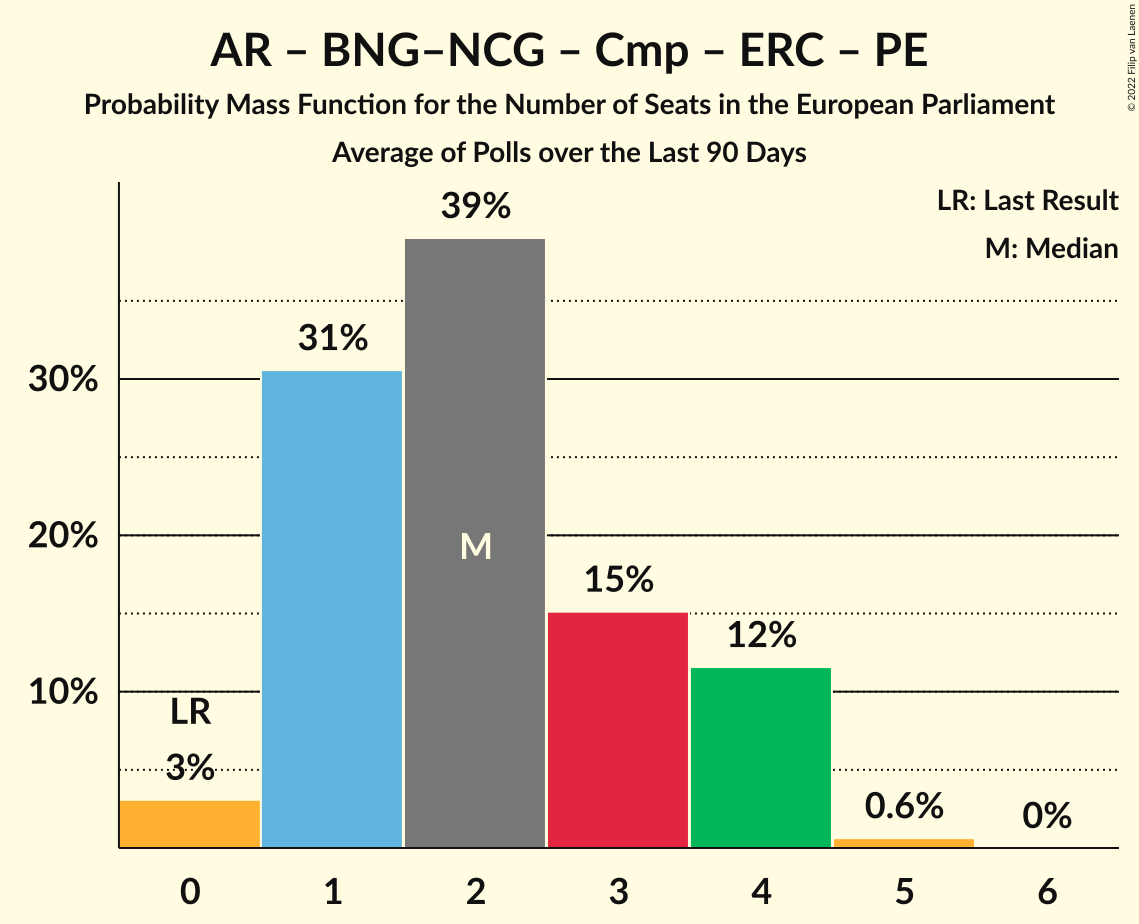 AR – BNG–NCG – Cmp – ERC – PE
Probability Mass Function for the Number of Seats in the European Parliament
Average of Polls over the Last 90 Days
© 2022 Filip van Laenen
LR: Last Result
M: Median
39%
31%
30%
20%
M
15%
12%
10%
LR
3%
0.6%
0%
0 1 2 3 4 5 6